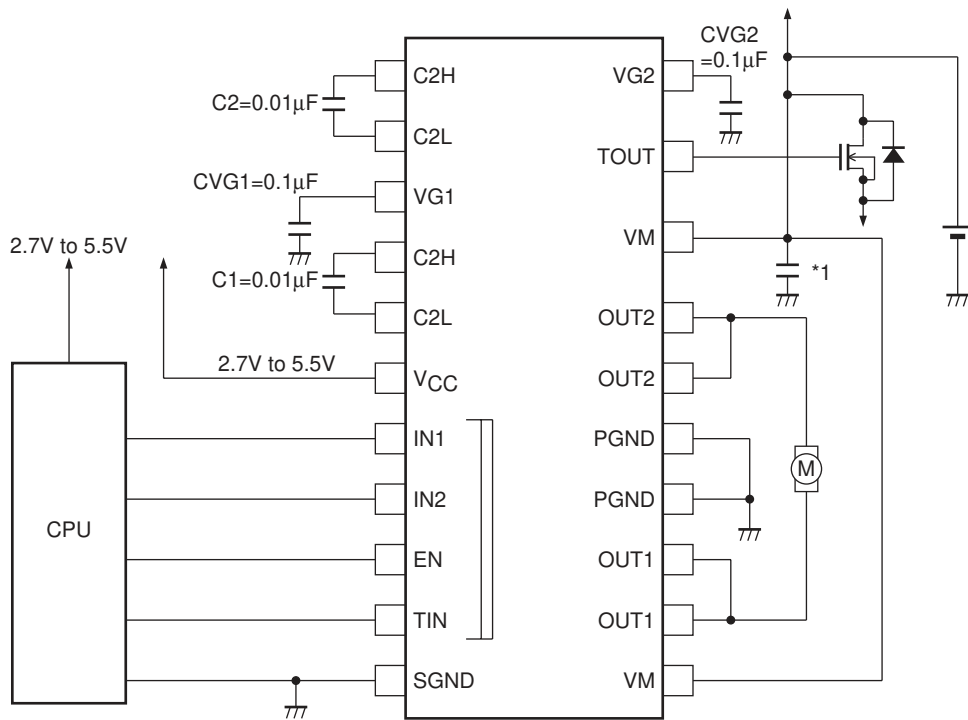 CVG2
=0.1μF
C2H
VG2
C2=0.01μF
C2L
TOUT
CVG1=0.1μF
VG1
2.7V to 5.5V
C2H
VM
C1=0.01μF
*1
C2L
OUT2
2.7V to 5.5V
VCC
OUT2
IN1
PGND
M
IN2
PGND
CPU
EN
OUT1
TIN
OUT1
SGND
VM